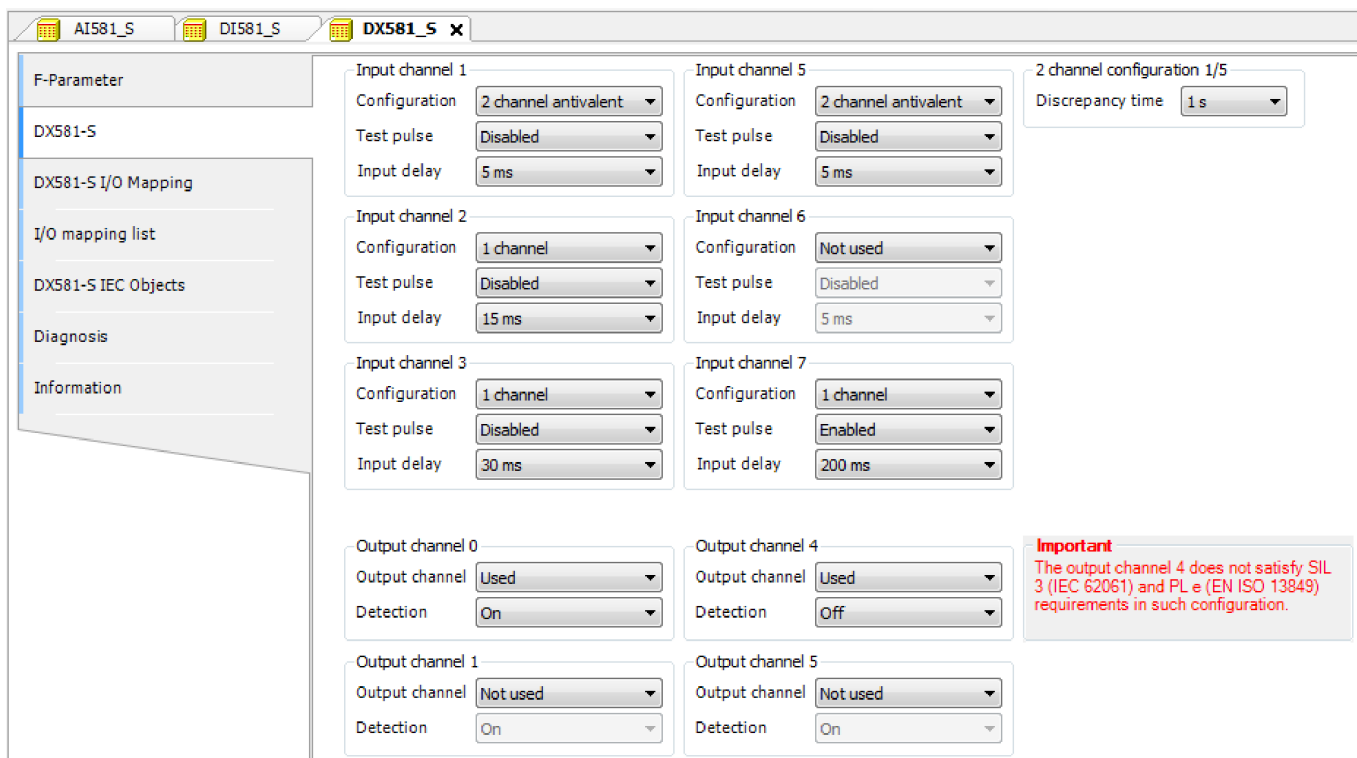 AI581_S DI581_S DX581_S x
F-Parameter
DX581-S
DX581-S I/O Mapping
I/O mapping list
DX581-S IEC Objects
Diagnosis
Information
Input channel 1
Configuration 2 channel antivalent
Test pulse Disabled
Input delay 5 ms
Input channel 5
Configuration 2 channel antivalent
Test pulse Disabled
Input delay 5 ms
2 channel configuration 1/5
Discrepancy time 1 s
Input channel 2
Configuration 1 channel
Test pulse Disabled
Input delay 15 ms
Input channel 6
Configuration Not used
Test pulse Disabled
Input delay 5 ms
Input channel 3
Configuration 1 channel
Test pulse Disabled
Input delay 30 ms
Input channel 7
Configuration 1 channel
Test pulse Enabled
Input delay 200 ms
Output channel 0
Output channel Used
Detection On
Output channel 4
Output channel Used
Detection Off
Important
The output channel 4 does not satisfy SIL
3 (IEC 62061) and PL e (EN ISO 13849)
requirements in such configuration.
Output channel 1
Output channel Not used
Detection On
Output channel 5
Output channel Not used
Detection On